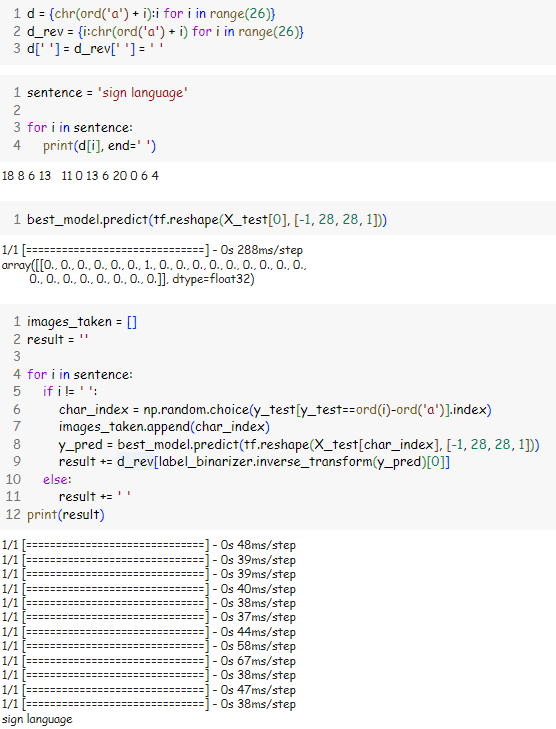 1 d = {chr(ord('a') + i):i for i in range(26)}
2 d_rev = {i:chr(ord('a') + i) for i in range(26)}
3 d[' '] = d_rev[' '] = ' '
1 sentence = 'sign language'
2
3 for i in sentence:
4 print(d[i], end=' ')
18 8 6 13   11 0 13 6 20 0 6 4
1 best_model.predict(tf.reshape(X_test[0], [-1, 28, 28, 1]))
1/1 [==============================] - 0s 288ms/step
array([[0., 0., 0., 0., 0., 0., 1., 0., 0., 0., 0., 0., 0., 0., 0., 0.,
0., 0., 0., 0., 0., 0., 0., 0.]], dtype=float32)
1 images_taken = []
2 result = ''
3
4 for i in sentence:
5 if i != ' ':
6 char_index = np.random.choice(y_test[y_test==ord(i)-ord('a')].index)
7 images_taken.append(char_index)
8 y_pred = best_model.predict(tf.reshape(X_test[char_index], [-1, 28, 28, 1]))
9 result += d_rev[label_binarizer.inverse_transform(y_pred)[0]]
10 else:
11 result += ' '
12 print(result)
1/1 [==============================] - 0s 48ms/step
1/1 [==============================] - 0s 39ms/step
1/1 [==============================] - 0s 39ms/step
1/1 [==============================] - 0s 40ms/step
1/1 [==============================] - 0s 38ms/step
1/1 [==============================] - 0s 37ms/step
1/1 [==============================] - 0s 44ms/step
1/1 [==============================] - 0s 58ms/step
1/1 [==============================] - 0s 67ms/step
1/1 [==============================] - 0s 38ms/step
1/1 [==============================] - 0s 47ms/step
1/1 [==============================] - 0s 38ms/step
sign language